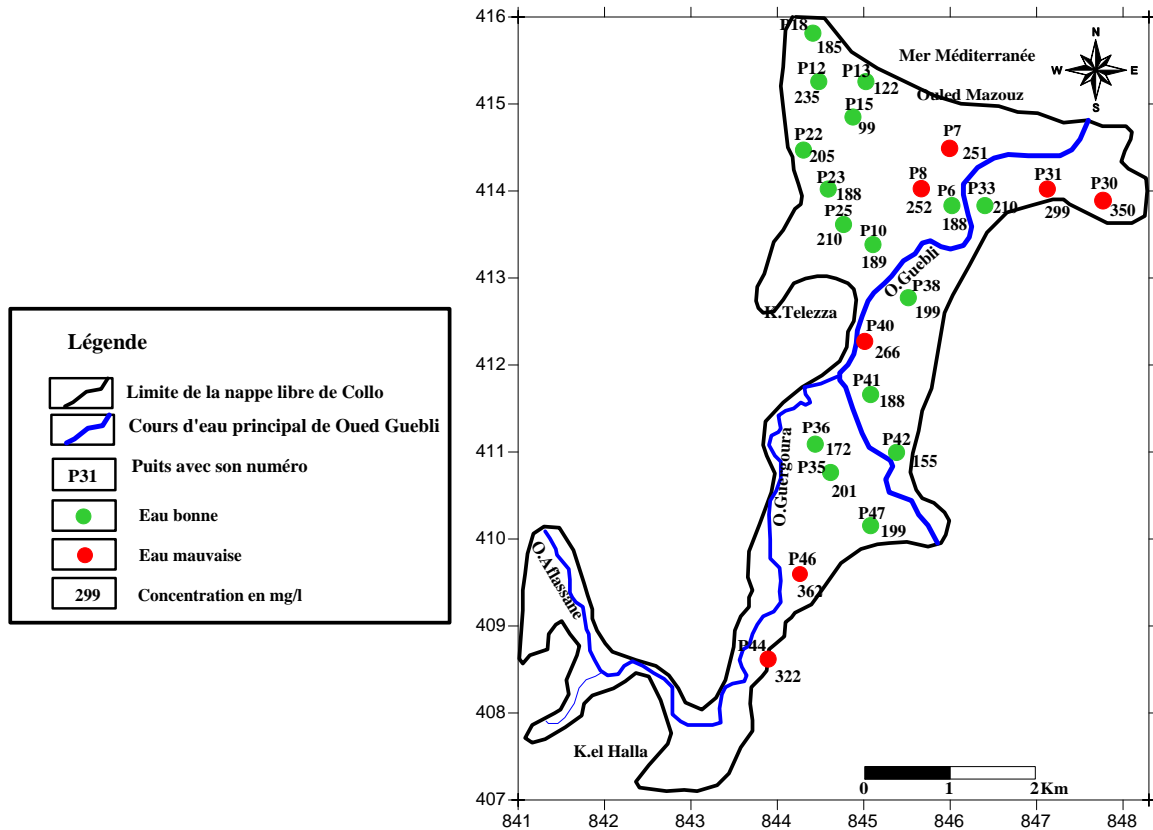 416
415
414
413
412
411
410
409
408
407
841
842
843
844
845
846
847
848
N
W
E
S
Mer Méditerranée
Ouled Mazouz
P18
185
P12
235
P13
122
P15
99
P7
251
P22
205
P23
188
P8
252
P6
188
P33
210
P31
299
P30
350
P25
210
P10
189
O.Guebli
P38
199
K.Telezza
P40
266
P41
188
P36
172
P42
155
P35
201
O.Guergoura
P47
199
P46
362
O.Aflassane
P44
322
K.el Halla
0 1 2Km
Légende
Limite de la nappe libre de Collo
Cours d'eau principal de Oued Guebli
P31 Puits avec son numéro
Eau bonne
Eau mauvaise
299 Concentration en mg/l